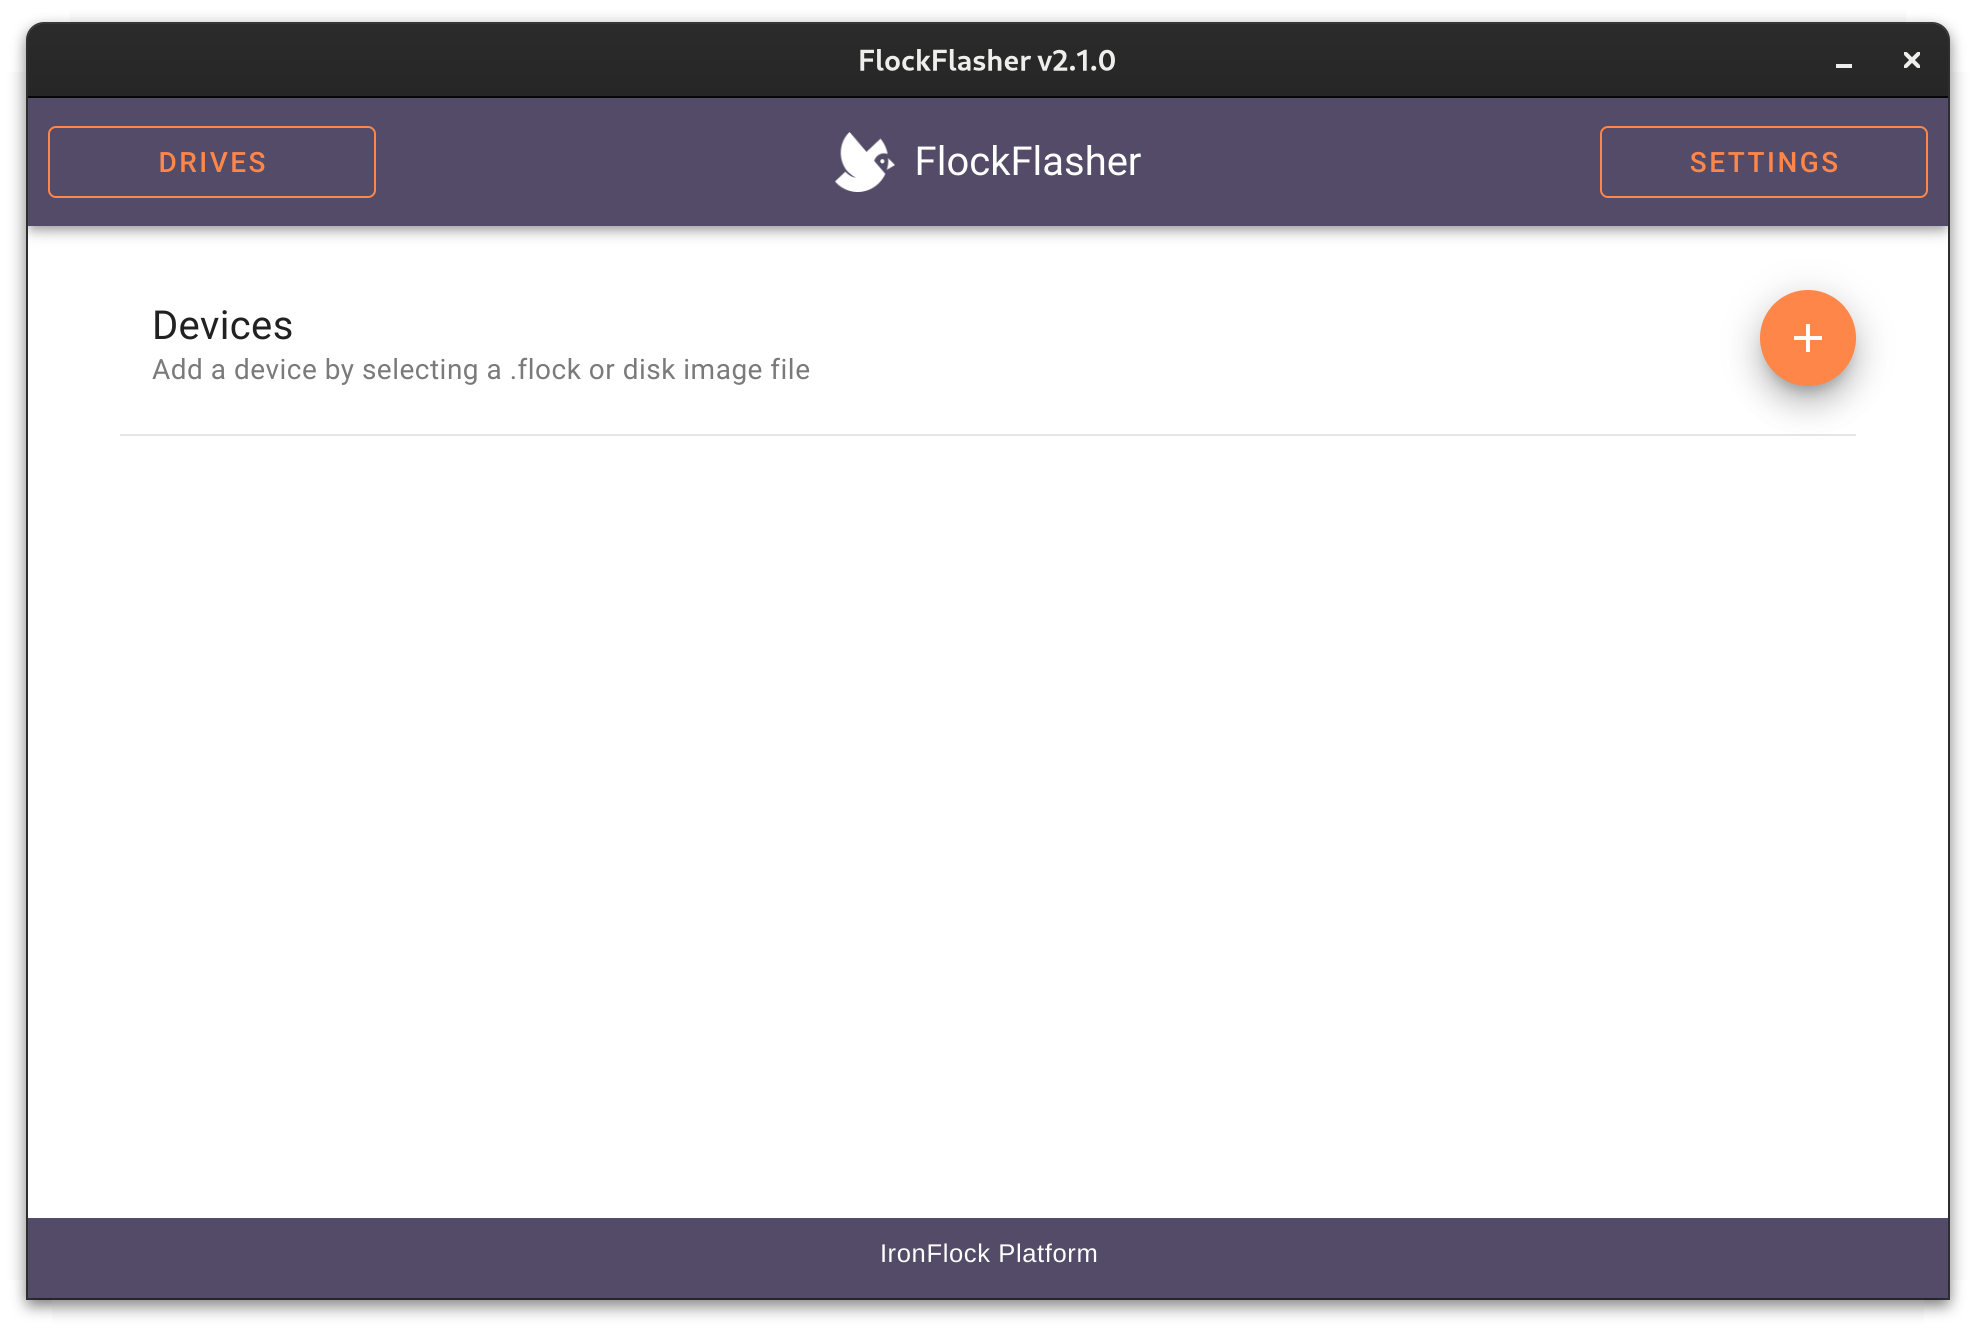 FlockFlasher v2.1.0
DRIVES
FlockFlasher
SETTINGS
Devices
Add a device by selecting a .flock or disk image file
IronFlock Platform